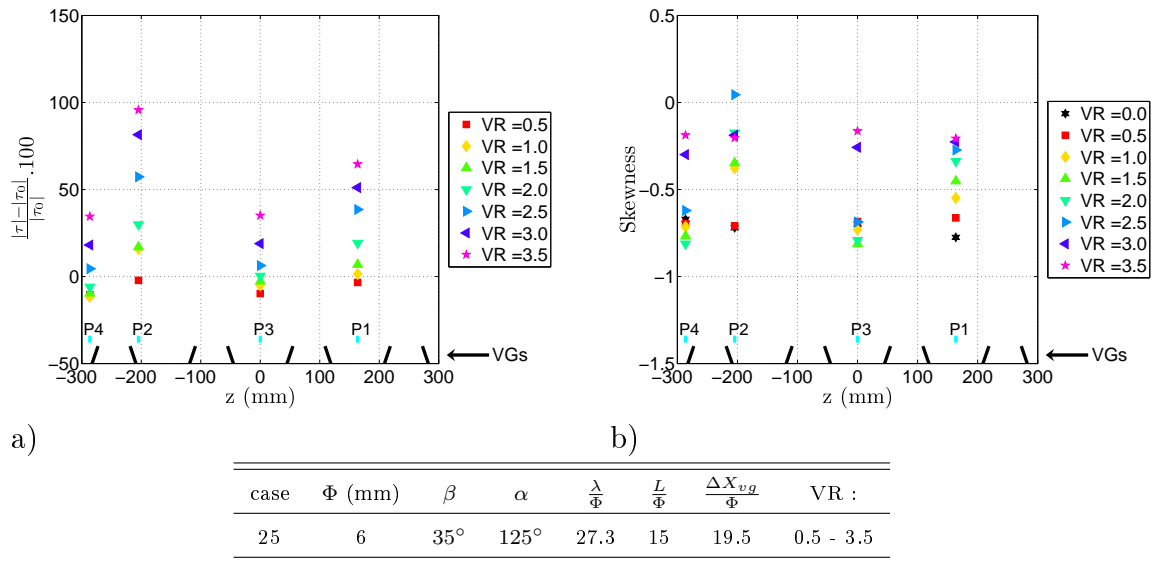 150
100
50
0
−50
−300 −200 −100 0 100 200 300
z (mm)
|τ|−|τ₀| / |τ₀| .100
P4 P2 P3 P1
VGs
VR =0.5
VR =1.0
VR =1.5
VR =2.0
VR =2.5
VR =3.0
VR =3.5
a)
0.5
0
−0.5
−1
−1.5
−300 −200 −100 0 100 200 300
z (mm)
Skewness
P4 P2 P3 P1
VGs
VR =0.0
VR =0.5
VR =1.0
VR =1.5
VR =2.0
VR =2.5
VR =3.0
VR =3.5
b)
case Φ (mm) β α λ/Φ L/Φ ΔX_vg/Φ VR :
25 6 35° 125° 27.3 15 19.5 0.5 - 3.5